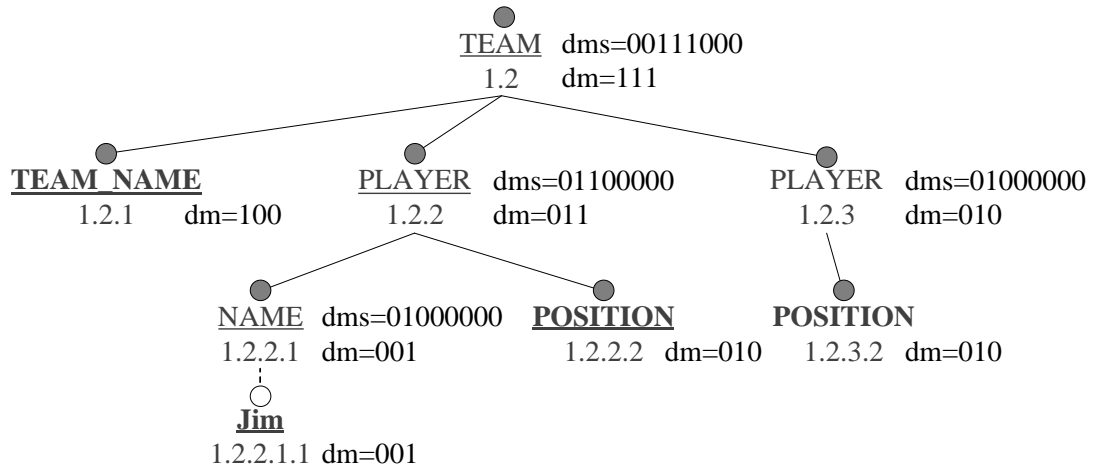 TEAM dms=00111000
1.2 dm=111
TEAM_NAME PLAYER dms=01100000 PLAYER dms=01000000
1.2.1 dm=100 1.2.2 dm=011 1.2.3 dm=010
NAME dms=01000000 POSITION POSITION
1.2.2.1 dm=001 1.2.2.2 dm=010 1.2.3.2 dm=010
Jim
1.2.2.1.1 dm=001